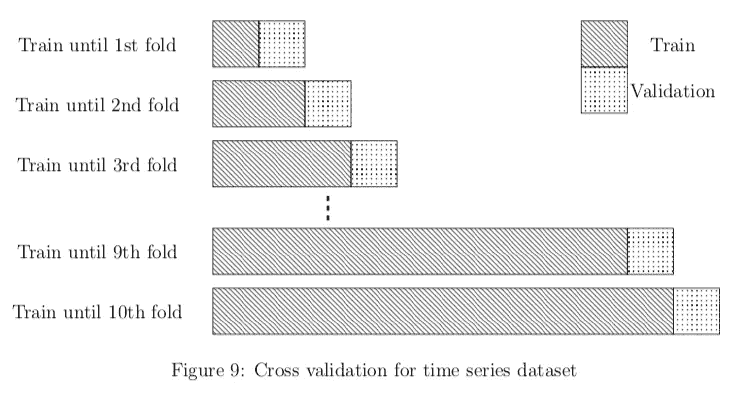 Train until 1st fold
Train
Validation
Train until 2nd fold
Train until 3rd fold
Train until 9th fold
Train until 10th fold
Figure 9: Cross validation for time series dataset